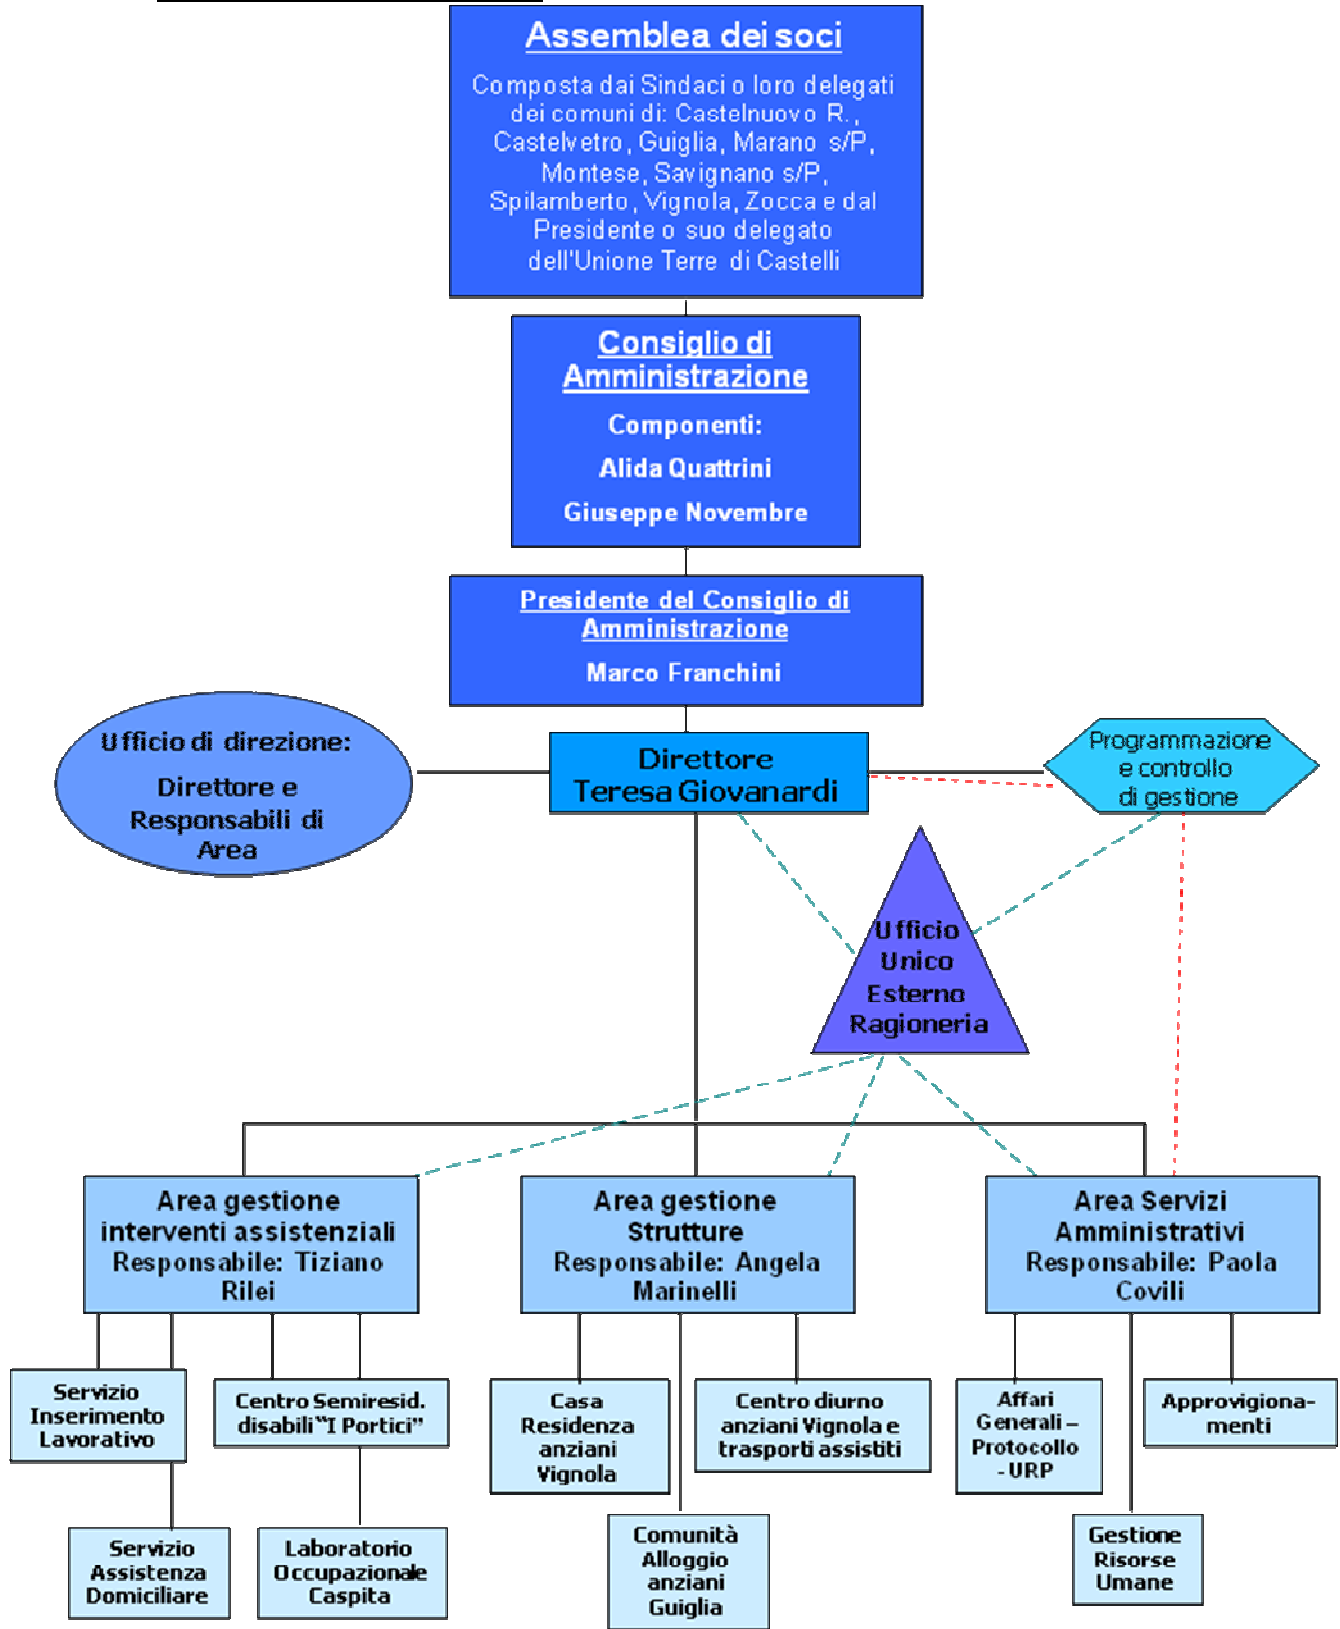 Assemblea dei soci
Composta dai Sindaci o loro delegati
dei comuni di: Castelnuovo R.,
Castelvetro, Guiglia, Marano s/P,
Montese, Savignano s/P,
Spilamberto, Vignola, Zocca e dal
Presidente o suo delegato
dell'Unione Terre di Castelli
Consiglio di
Amministrazione
Componenti:
Alida Quattrini
Giuseppe Novembre
Presidente del Consiglio di
Amministrazione
Marco Franchini
Ufficio di direzione:
Direttore e
Responsabili di
Area
Direttore
Teresa Giovanardi
Programmazione
e controllo
di gestione
Ufficio
Unico
Esterno
Ragioneria
Area gestione
interventi assistenziali
Responsabile: Tiziano
Rilei
Area gestione
Strutture
Responsabile: Angela
Marinelli
Area Servizi
Amministrativi
Responsabile: Paola
Covili
Servizio
Inserimento
Lavorativo
Centro Semiresid.
disabili "I Portici"
Casa
Residenza
anziani
Vignola
Centro diurno
anziani Vignola e
trasporti assistiti
Affari
Generali –
Protocollo
- URP
Approvigiona-
menti
Servizio
Assistenza
Domiciliare
Laboratorio
Occupazionale
Caspita
Comunità
Alloggio
anziani
Guiglia
Gestione
Risorse
Umane